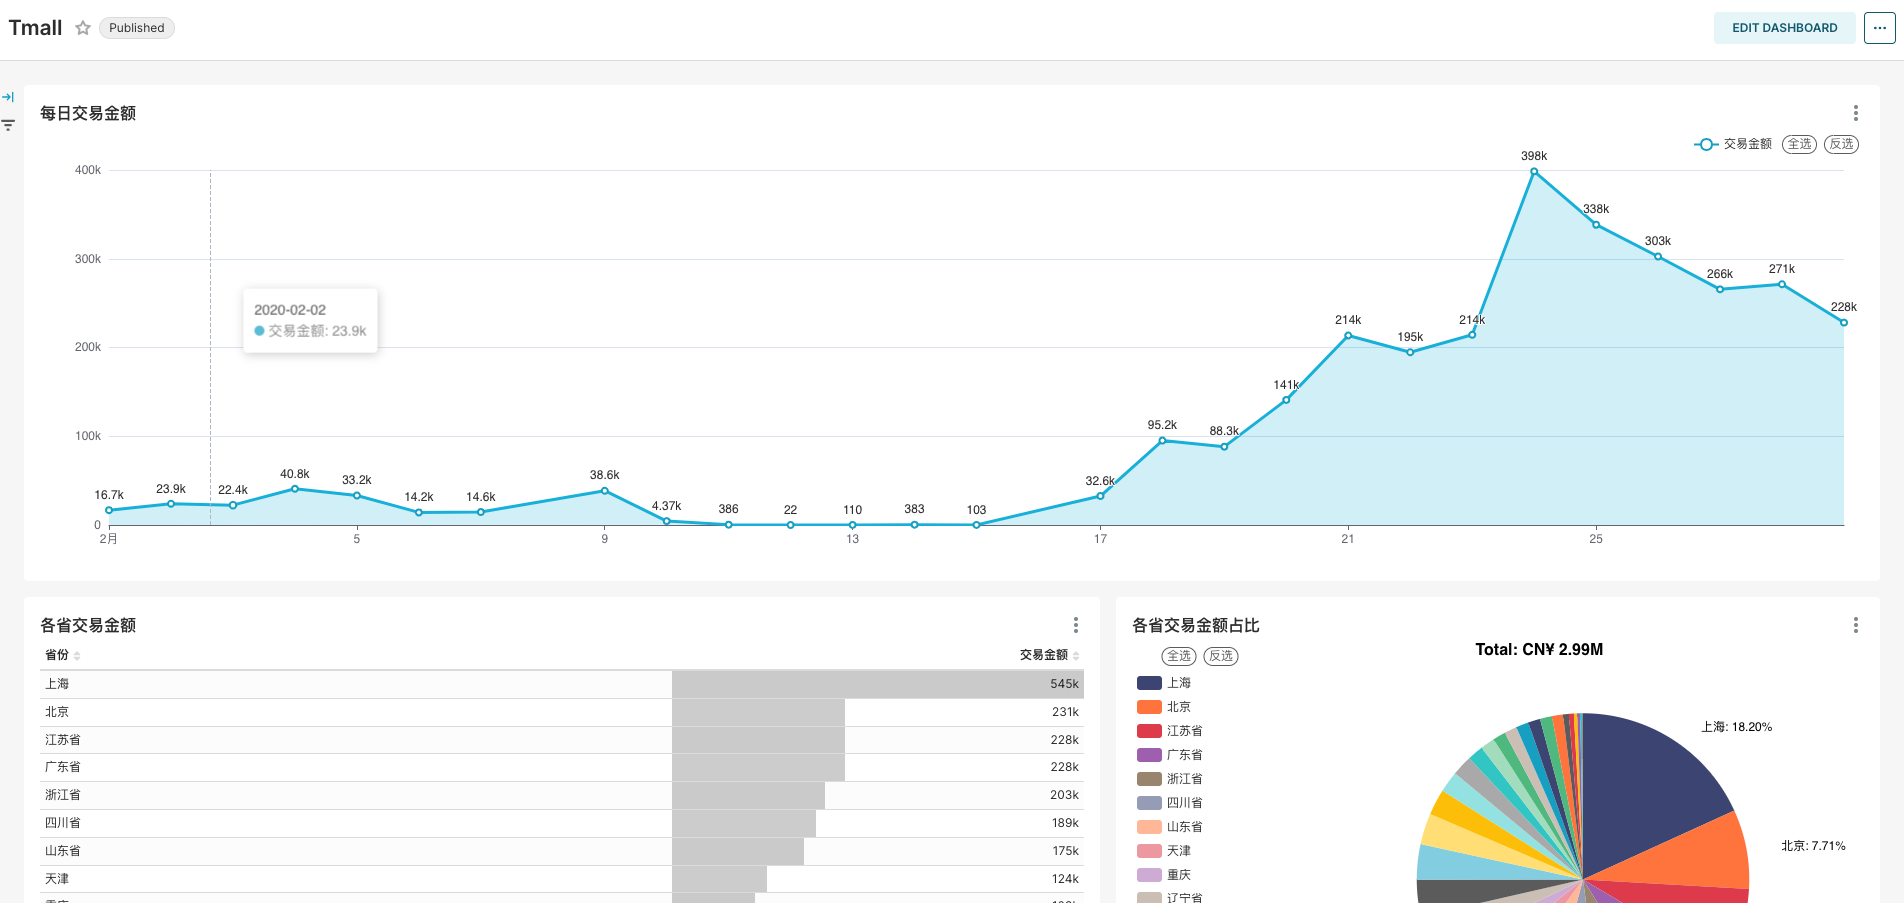 Tmall
Published
EDIT DASHBOARD
...
每日交易金额
交易金额 全选 反选
400k
300k
200k
100k
0
398k
338k
303k
266k
271k
228k
2020-02-02
交易金额: 23.9k
214k
195k
214k
141k
95.2k
88.3k
32.6k
16.7k
23.9k
22.4k
40.8k
33.2k
14.2k
14.6k
38.6k
4.37k
386
22
110
383
103
2月 5 9 13 17 21 25
各省交易金额
省份 交易金额
上海 545k
北京 231k
江苏省 228k
广东省 228k
浙江省 203k
四川省 189k
山东省 175k
天津 124k
各省交易金额占比
全选 反选
Total: CN¥ 2.99M
上海
北京
江苏省
广东省
浙江省
四川省
山东省
天津
重庆
辽宁省
上海: 18.20%
北京: 7.71%